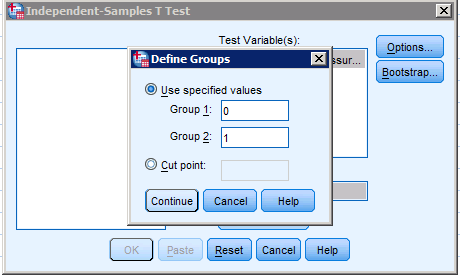 Independent-Samples T Test
Test Variable(s):
Options...
Bootstrap...
Define Groups
Use specified values
Group 1: 0
Group 2: 1
Cut point:
Continue Cancel Help
OK Paste Reset Cancel Help